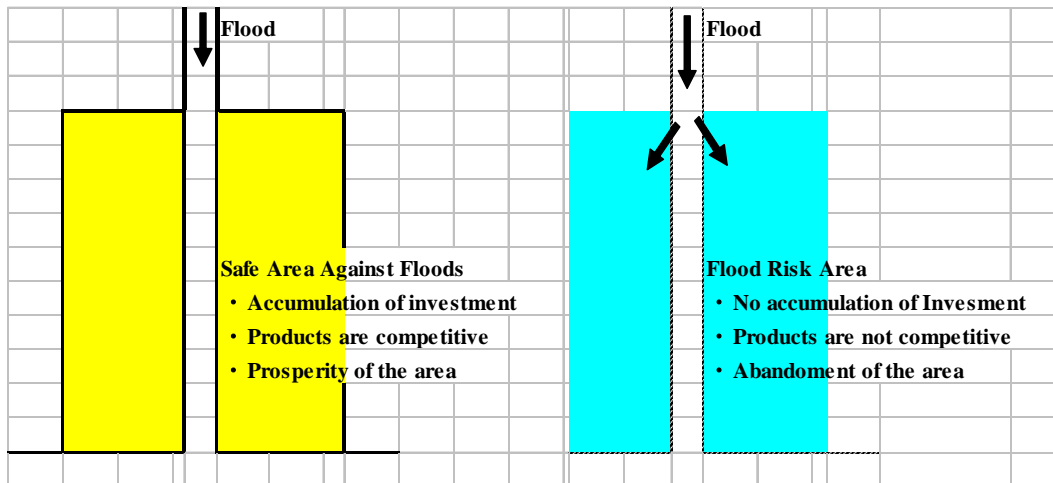 Flood
Safe Area Against Floods
・ Accumulation of investment
・ Products are competitive
・ Prosperity of the area
Flood
Flood Risk Area
・ No accumulation of Invesment
・ Products are not competitive
・ Abandoment of the area